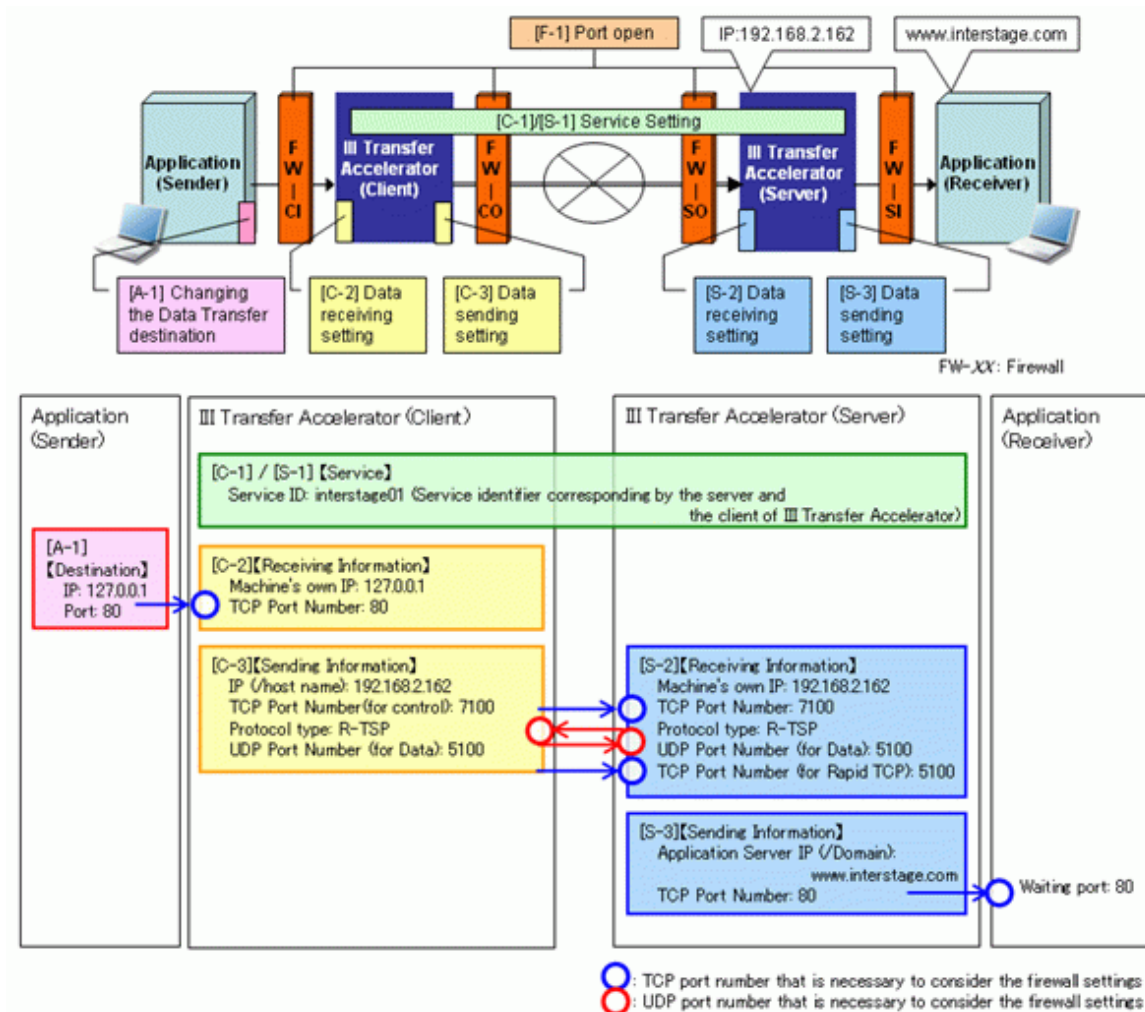 [F-1] Port open
IP:192.168.2.162
www.interstage.com
[C-1]/[S-1] Service Setting
Application
(Sender)
FW-CI
III Transfer
Accelerator
(Client)
FW-CO
FW-SO
III Transfer
Accelerator
(Server)
FW-SI
Application
(Receiver)
[A-1] Changing
the Data Transfer
destination
[C-2] Data
receiving
setting
[C-3] Data
sending
setting
[S-2] Data
receiving
setting
[S-3] Data
sending
setting
FW-XX: Firewall
Application
(Sender)
III Transfer Accelerator (Client)
III Transfer Accelerator (Server)
Application
(Receiver)
[C-1] / [S-1]【Service】
Service ID: interstage01 (Service identifier corresponding by the server and
the client of III Transfer Accelerator)
[A-1]
【Destination】
IP: 127.0.0.1
Port: 80
[C-2]【Receiving Information】
Machine's own IP: 127.0.0.1
TCP Port Number: 80
[C-3]【Sending Information】
IP (/host name): 192.168.2.162
TCP Port Number(for control): 7100
Protocol type: R-TSP
UDP Port Number (for Data): 5100
[S-2]【Receiving Information】
Machine's own IP: 192.168.2.162
TCP Port Number: 7100
Protocol type: R-TSP
UDP Port Number (for Data): 5100
TCP Port Number (for Rapid TCP): 5100
[S-3]【Sending Information】
Application Server IP (/Domain):
www.interstage.com
TCP Port Number: 80
Waiting port: 80
: TCP port number that is necessary to consider the firewall settings
: UDP port number that is necessary to consider the firewall settings